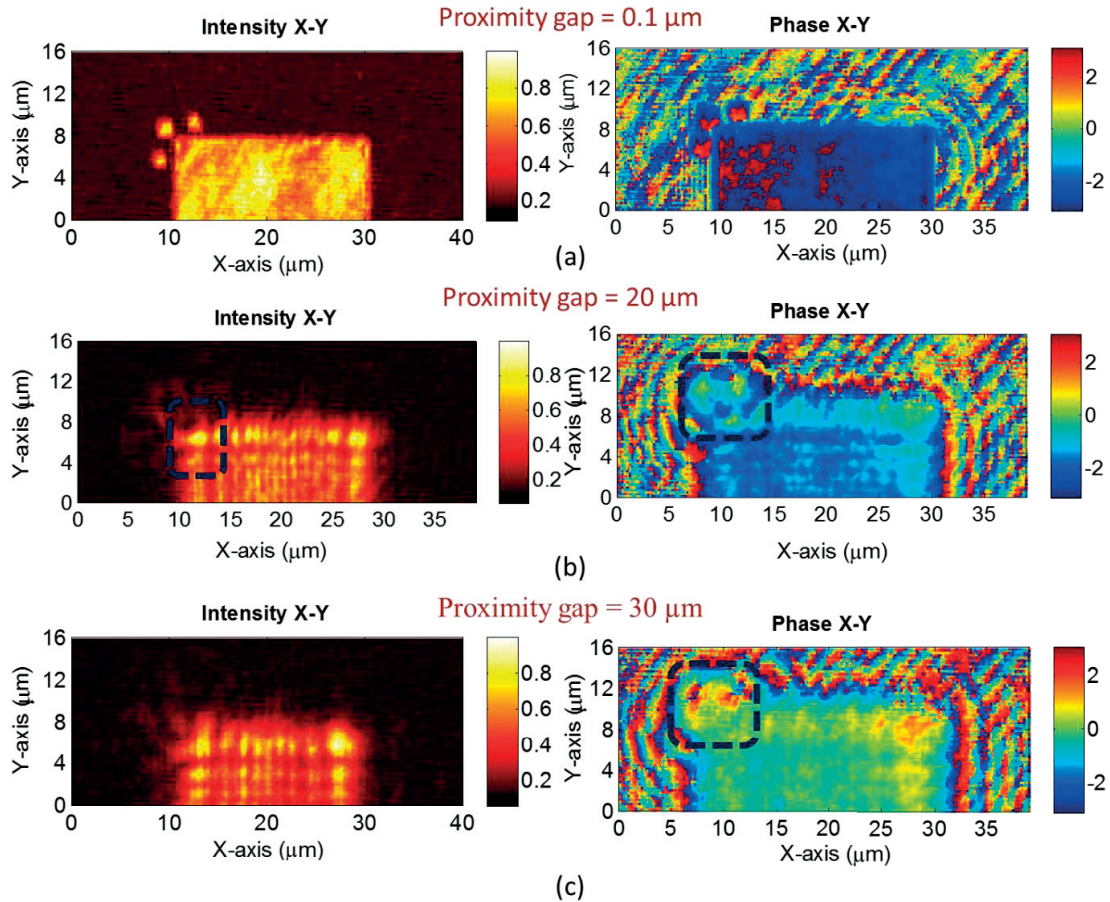 Proximity gap = 0.1 μm
Intensity X-Y
Phase X-Y
16
12
8
4
0
Y-axis (μm)
0 10 20 30 40
X-axis (μm)
0.8
0.6
0.4
0.2
16
12
8
4
0
Y-axis (μm)
0 5 10 15 20 25 30 35
X-axis (μm)
2
0
-2
(a)
Proximity gap = 20 μm
Intensity X-Y
Phase X-Y
16
12
8
4
0
Y-axis (μm)
0 5 10 15 20 25 30 35
X-axis (μm)
0.8
0.6
0.4
0.2
16
12
8
4
0
Y-axis (μm)
0 5 10 15 20 25 30 35
X-axis (μm)
2
0
-2
(b)
Proximity gap = 30 μm
Intensity X-Y
Phase X-Y
16
12
8
4
0
Y-axis (μm)
0 10 20 30 40
X-axis (μm)
0.8
0.6
0.4
0.2
16
12
8
4
0
Y-axis (μm)
0 5 10 15 20 25 30 35
X-axis (μm)
2
0
-2
(c)